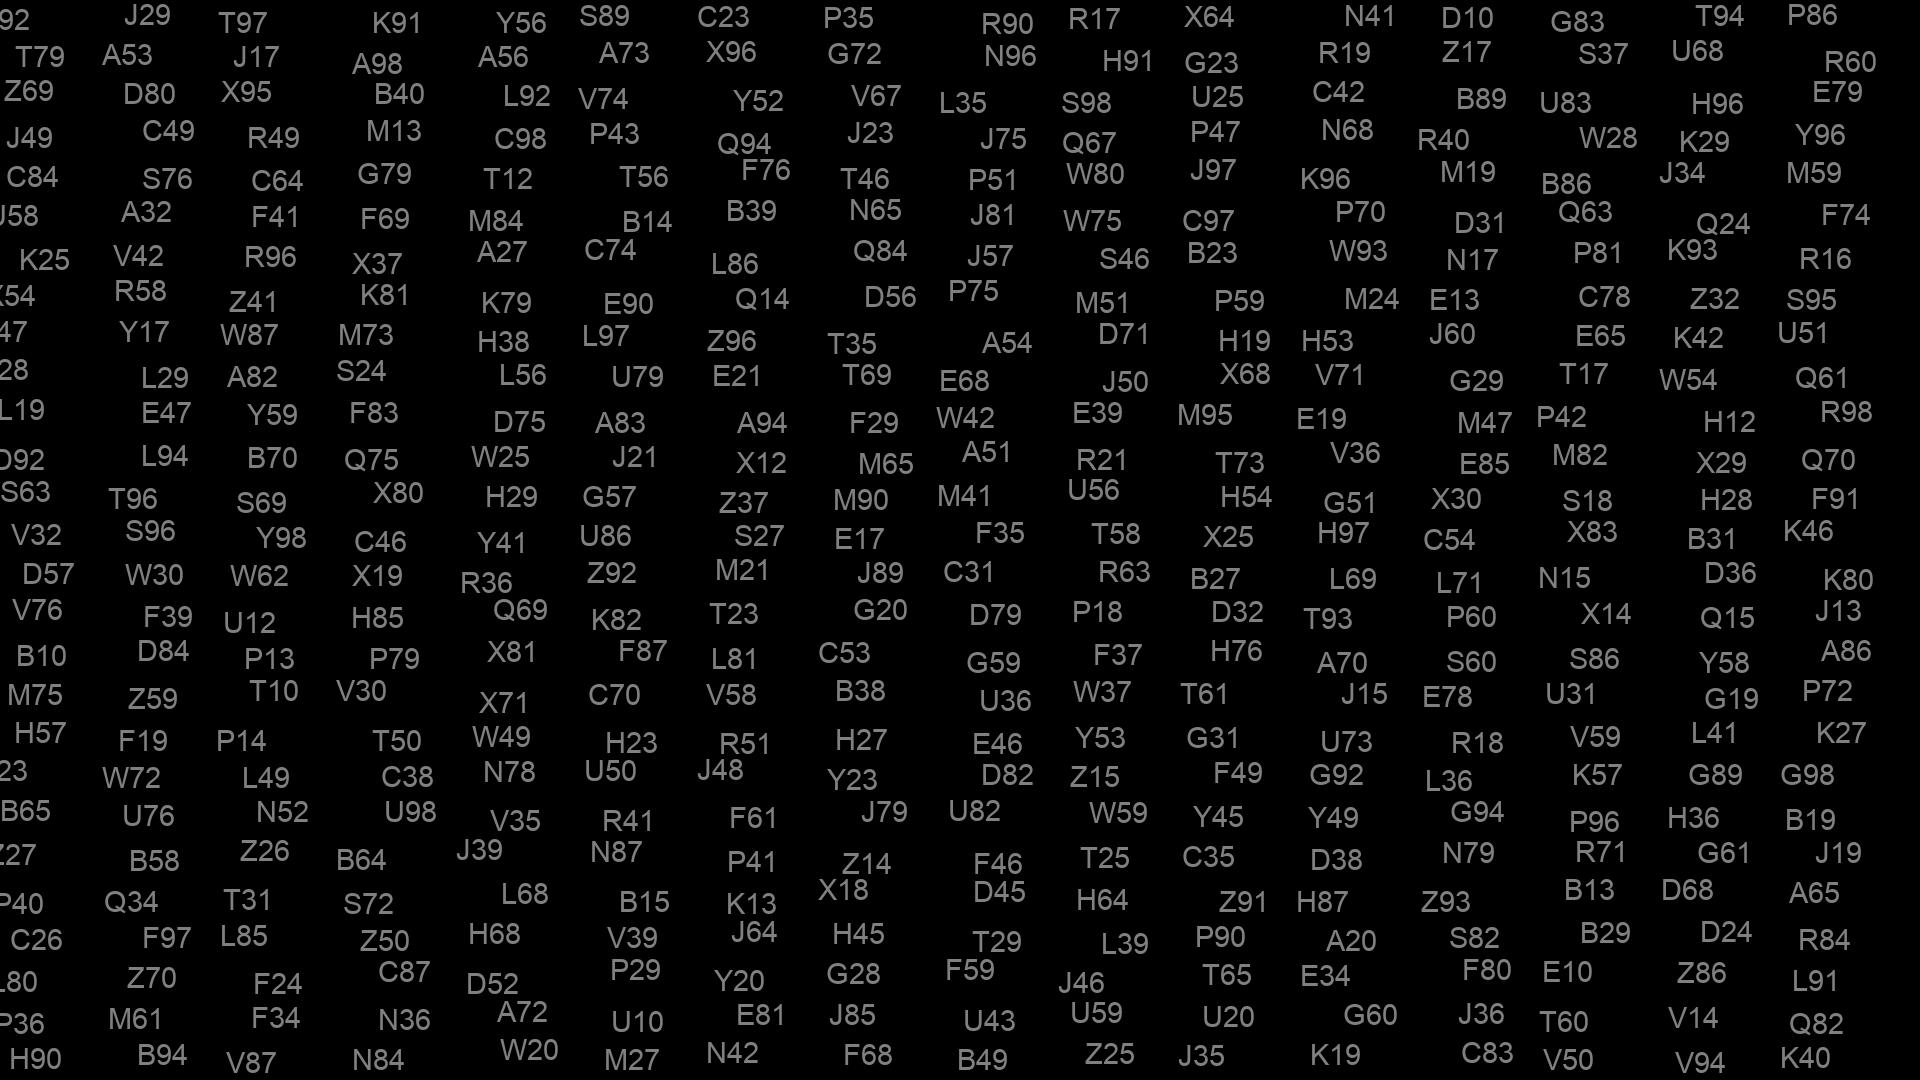 92 J29 T97 K91 Y56 S89 C23 P35 R90 R17 X64 N41 D10 G83 T94 P86
T79 A53 J17 A98 A56 A73 X96 G72 N96 H91 G23 R19 Z17 S37 U68 R60
Z69 D80 X95 B40 L92 V74 Y52 V67 L35 S98 U25 C42 B89 U83 H96 E79
J49 C49 R49 M13 C98 P43 Q94 J23 J75 Q67 P47 N68 R40 W28 K29 Y96
C84 S76 C64 G79 T12 T56 F76 T46 P51 W80 J97 K96 M19 B86 J34 M59
J58 A32 F41 F69 M84 B14 B39 N65 J81 W75 C97 P70 D31 Q63 Q24 F74
K25 V42 R96 X37 A27 C74 L86 Q84 J57 S46 B23 W93 N17 P81 K93 R16
54 R58 Z41 K81 K79 E90 Q14 D56 P75 M51 P59 M24 E13 C78 Z32 S95
47 Y17 W87 M73 H38 L97 Z96 T35 A54 D71 H19 H53 J60 E65 K42 U51
28 L29 A82 S24 L56 U79 E21 T69 E68 J50 X68 V71 G29 T17 W54 Q61
L19 E47 Y59 F83 D75 A83 A94 F29 W42 E39 M95 E19 M47 P42 H12 R98
D92 L94 B70 Q75 W25 J21 X12 M65 A51 R21 T73 V36 E85 M82 X29 Q70
S63 T96 S69 X80 H29 G57 Z37 M90 M41 U56 H54 G51 X30 S18 H28 F91
V32 S96 Y98 C46 Y41 U86 S27 E17 F35 T58 X25 H97 C54 X83 B31 K46
D57 W30 W62 X19 R36 Z92 M21 J89 C31 R63 B27 L69 L71 N15 D36 K80
V76 F39 U12 H85 Q69 K82 T23 G20 D79 P18 D32 T93 P60 X14 Q15 J13
B10 D84 P13 P79 X81 F87 L81 C53 G59 F37 H76 A70 S60 S86 Y58 A86
M75 Z59 T10 V30 X71 C70 V58 B38 U36 W37 T61 J15 E78 U31 G19 P72
H57 F19 P14 T50 W49 H23 R51 H27 E46 Y53 G31 U73 R18 V59 L41 K27
23 W72 L49 C38 N78 U50 J48 Y23 D82 Z15 F49 G92 L36 K57 G89 G98
B65 U76 N52 U98 V35 R41 F61 J79 U82 W59 Y45 Y49 G94 P96 H36 B19
Z27 B58 Z26 B64 J39 N87 P41 Z14 F46 T25 C35 D38 N79 R71 G61 J19
P40 Q34 T31 S72 L68 B15 K13 X18 D45 H64 Z91 H87 Z93 B13 D68 A65
C26 F97 L85 Z50 H68 V39 J64 H45 T29 L39 P90 A20 S82 B29 D24 R84
L80 Z70 F24 C87 D52 P29 Y20 G28 F59 J46 T65 E34 F80 E10 Z86 L91
P36 M61 F34 N36 A72 U10 E81 J85 U43 U59 U20 G60 J36 T60 V14 Q82
H90 B94 V87 N84 W20 M27 N42 F68 B49 Z25 J35 K19 C83 V50 V94 K40